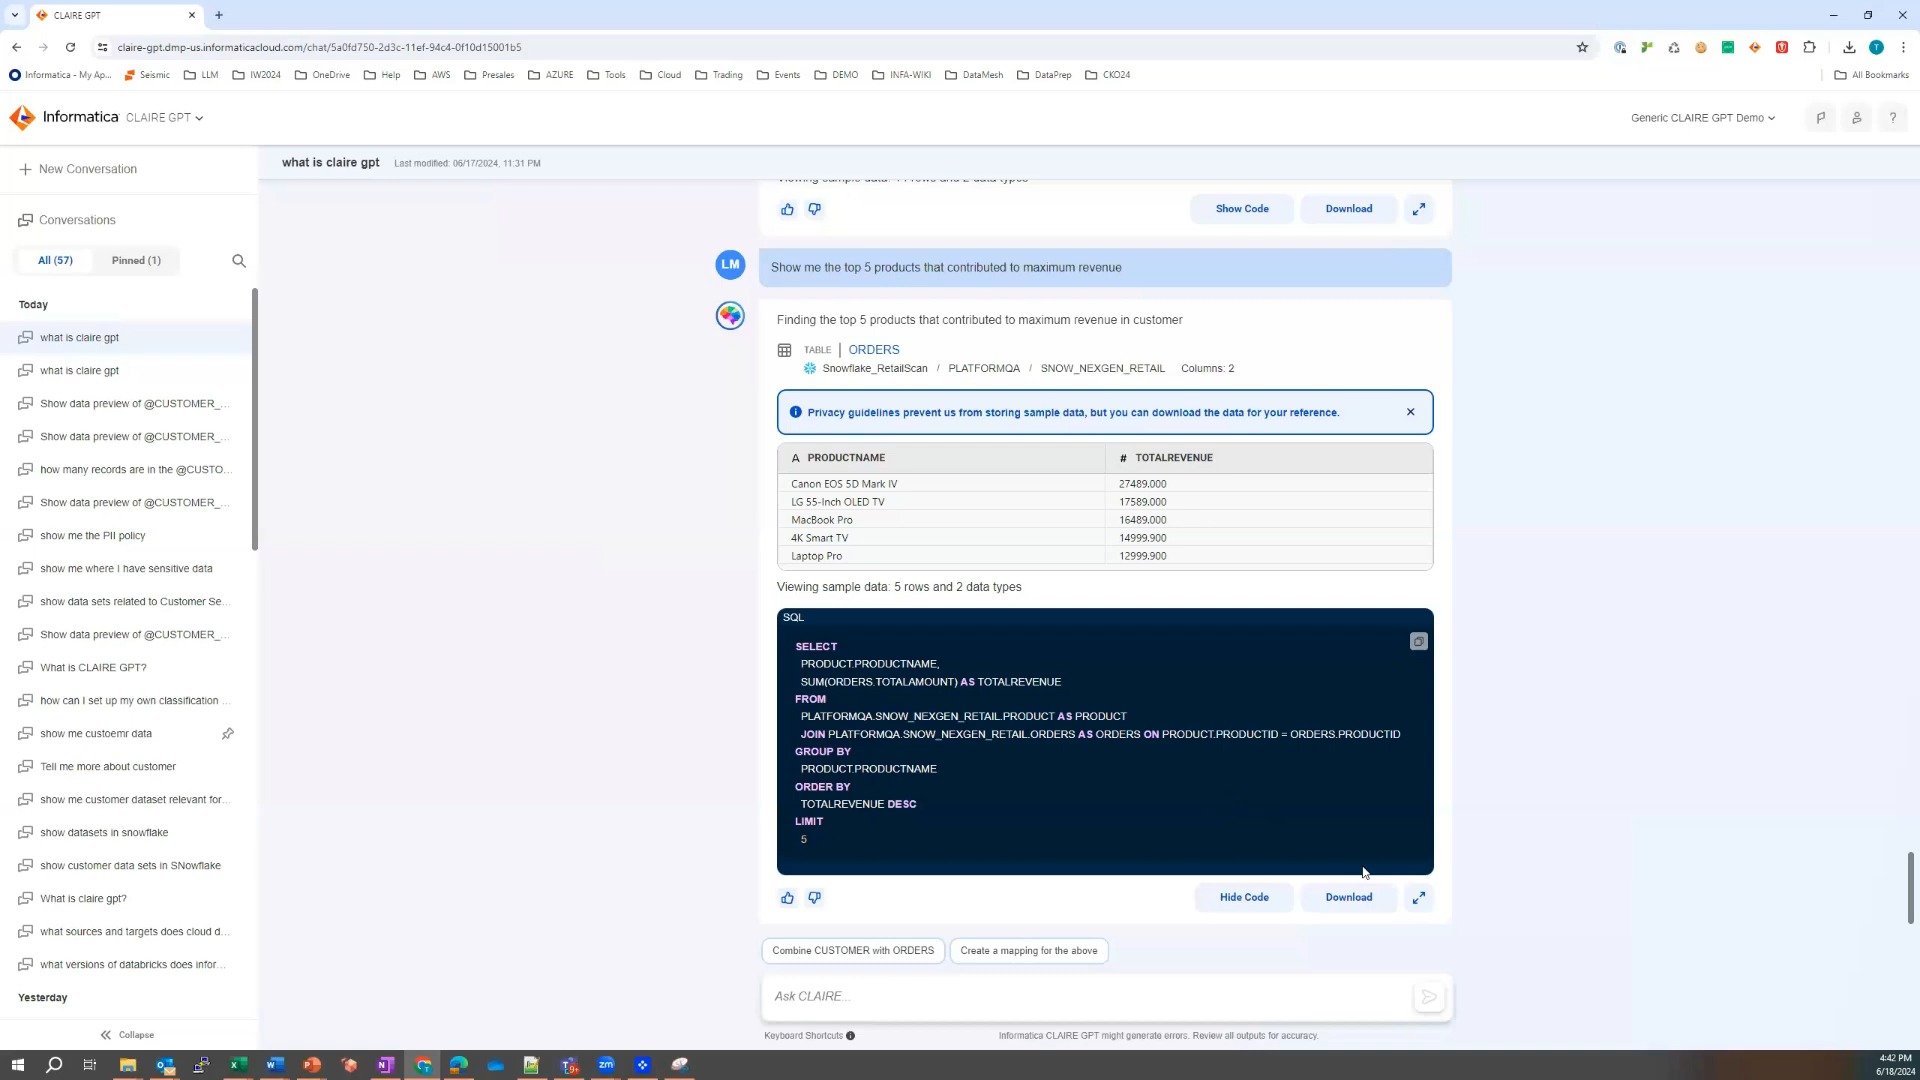 CLAIRE GPT
claire-gpt.dmp-us.informaticacloud.com/chat/5a0fd750-2d3c-11ef-94c4-0f10d15001b5
Informatica - My Ap... Seismic LLM IW2024 OneDrive Help AWS Presales AZURE Tools Cloud Trading Events DEMO INFA-WIKI DataMesh DataPrep CKO24 All Bookmarks
Informatica CLAIRE GPT Generic CLAIRE GPT Demo
New Conversation
Conversations
All (57) Pinned (1)
Today
what is claire gpt
what is claire gpt
Show data preview of @CUSTOMER_...
Show data preview of @CUSTOMER_...
how many records are in the @CUSTO...
Show data preview of @CUSTOMER_...
show me the PII policy
show me where I have sensitive data
show data sets related to Customer Se...
Show data preview of @CUSTOMER_...
What is CLAIRE GPT?
how can I set up my own classification ...
show me custoemr data
Tell me more about customer
show me customer dataset relevant for...
show datasets in snowflake
show customer data sets in SNowflake
What is claire gpt?
what sources and targets does cloud d...
what versions of databricks does infor...
Yesterday
Collapse
what is claire gpt Last modified: 06/17/2024, 11:31 PM
Show Code Download
LM
Show me the top 5 products that contributed to maximum revenue
Finding the top 5 products that contributed to maximum revenue in customer
TABLE | ORDERS
Snowflake_RetailScan / PLATFORMQA / SNOW_NEXGEN_RETAIL Columns: 2
Privacy guidelines prevent us from storing sample data, but you can download the data for your reference.
A PRODUCTNAME # TOTALREVENUE
Canon EOS 5D Mark IV 27489.000
LG 55-Inch OLED TV 17589.000
MacBook Pro 16489.000
4K Smart TV 14999.900
Laptop Pro 12999.900
Viewing sample data: 5 rows and 2 data types
SQL
SELECT
PRODUCT.PRODUCTNAME,
SUM(ORDERS.TOTALAMOUNT) AS TOTALREVENUE
FROM
PLATFORMQA.SNOW_NEXGEN_RETAIL.PRODUCT AS PRODUCT
JOIN PLATFORMQA.SNOW_NEXGEN_RETAIL.ORDERS AS ORDERS ON PRODUCT.PRODUCTID = ORDERS.PRODUCTID
GROUP BY
PRODUCT.PRODUCTNAME
ORDER BY
TOTALREVENUE DESC
LIMIT
5
Hide Code Download
Combine CUSTOMER with ORDERS Create a mapping for the above
Ask CLAIRE...
Keyboard Shortcuts Informatica CLAIRE GPT might generate errors. Review all outputs for accuracy.
4:42 PM
6/18/2024